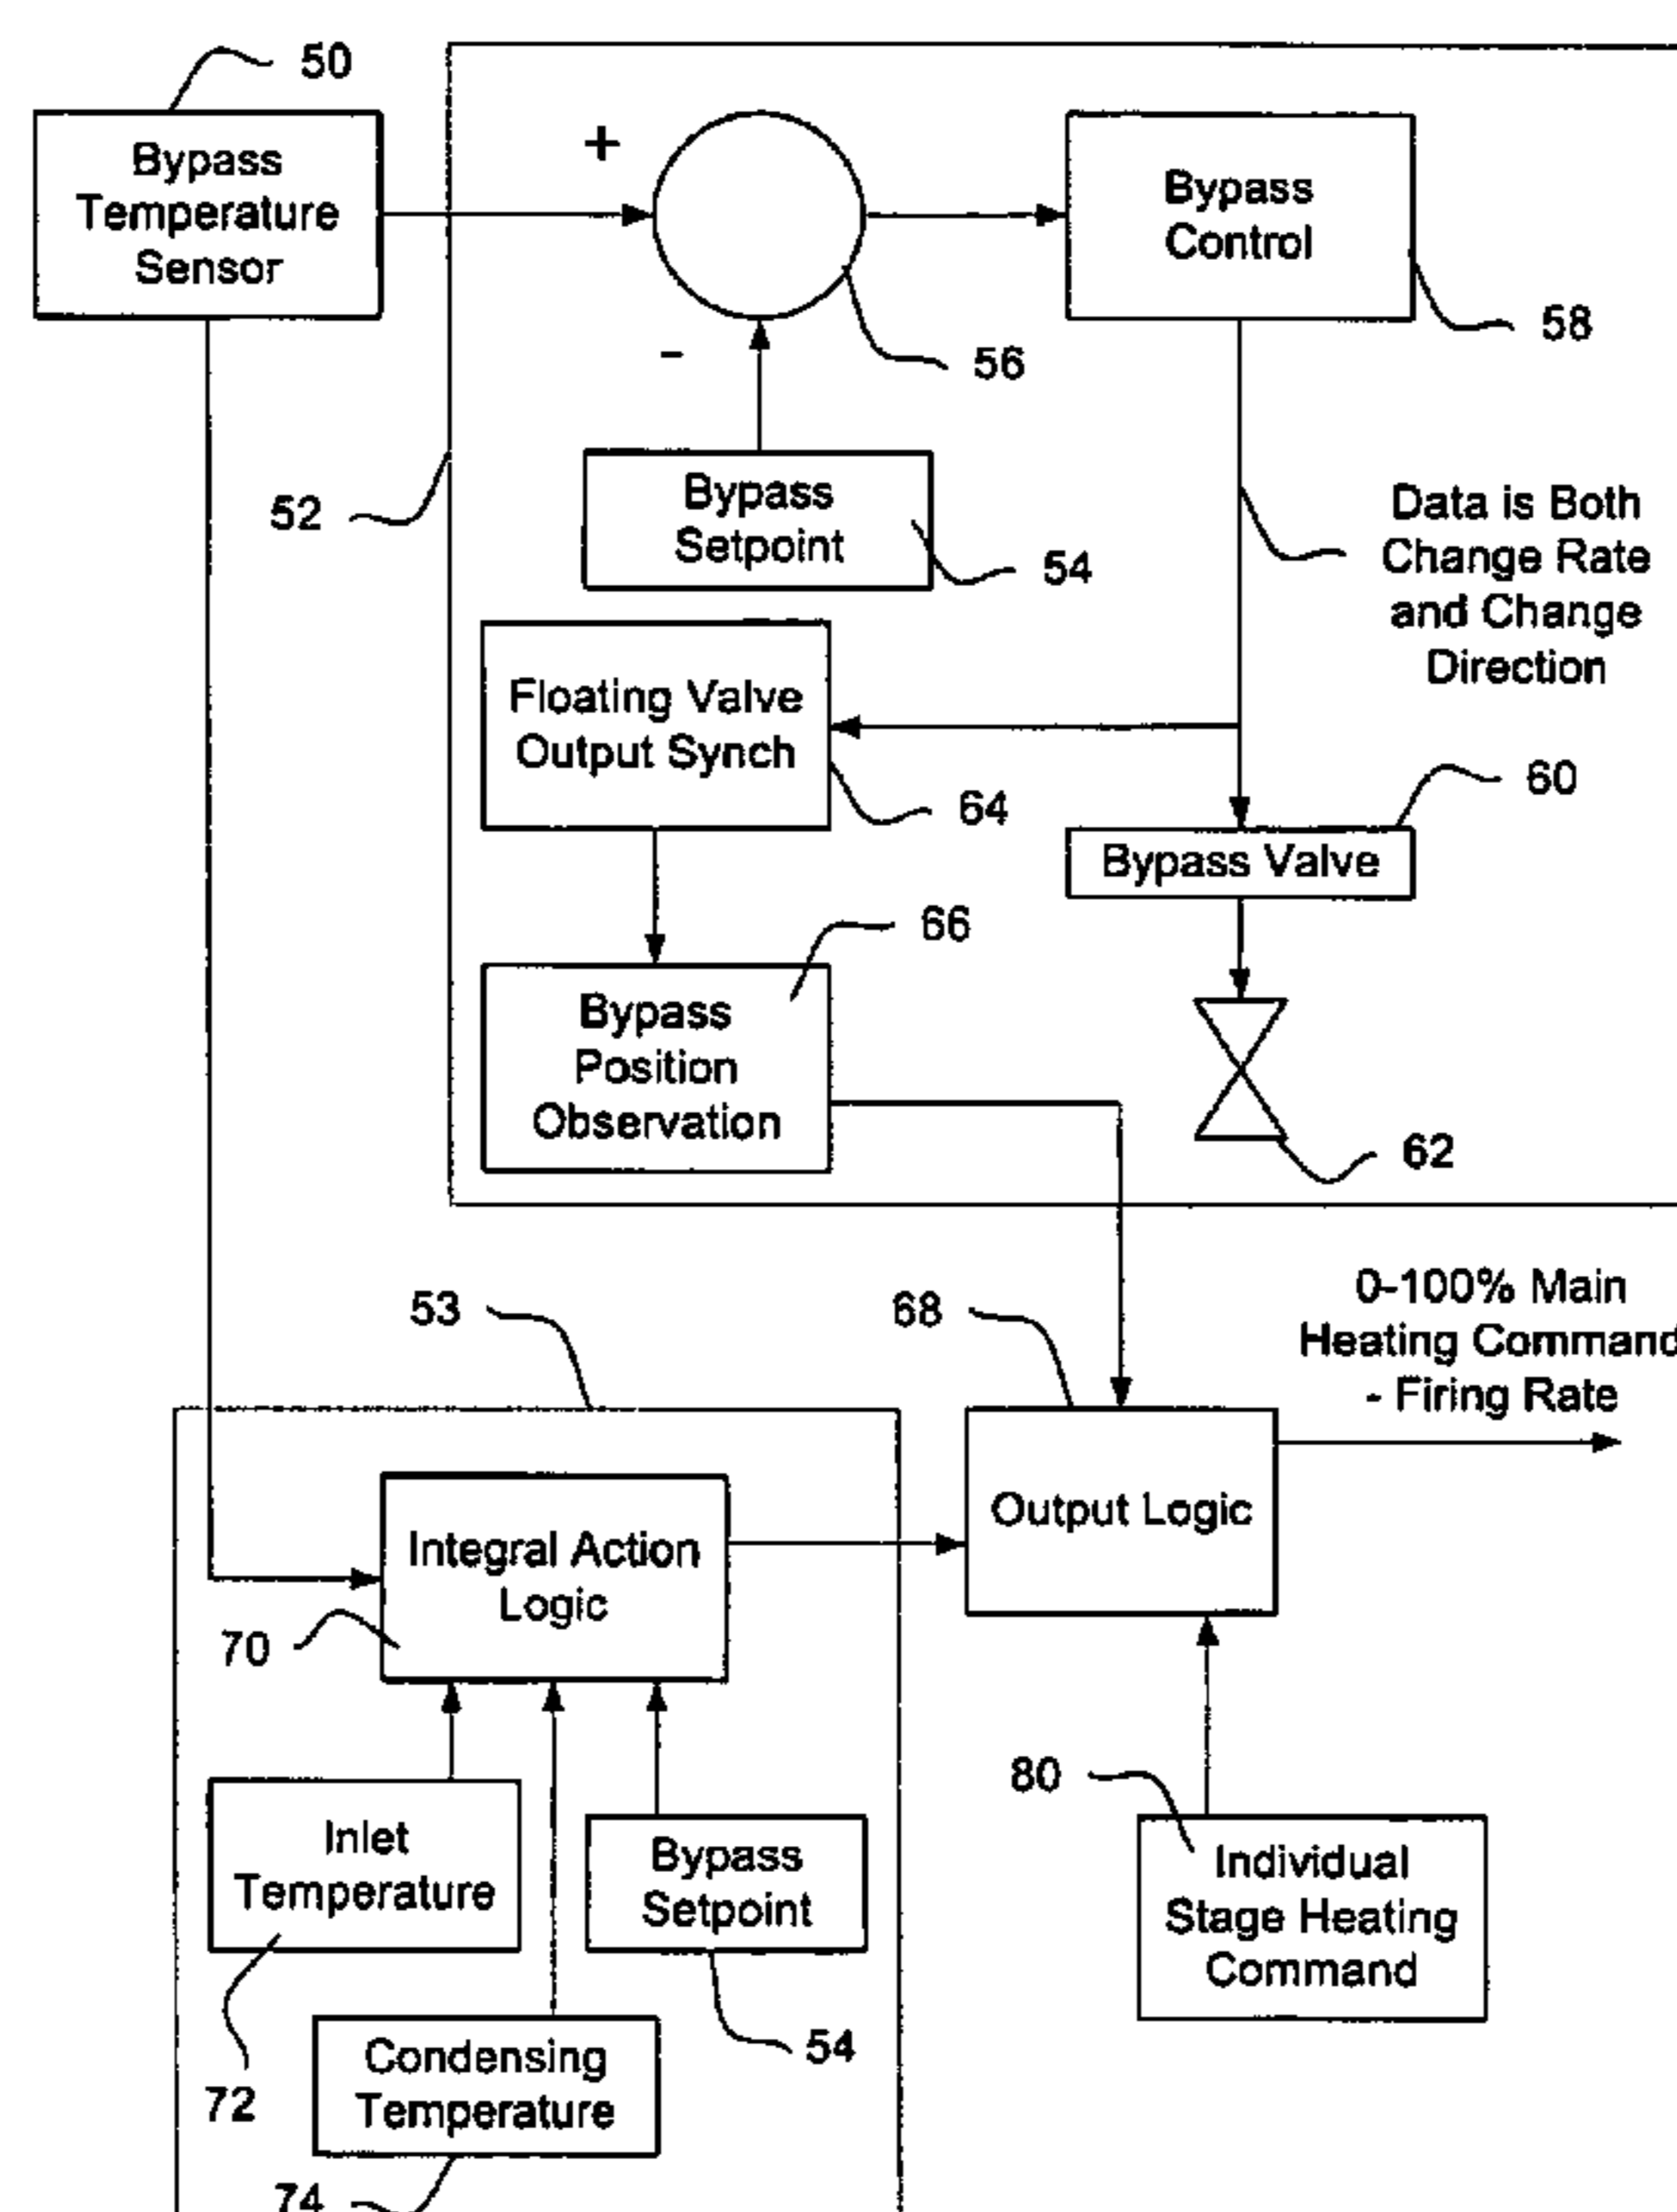 50
Bypass
Temperature
Sensor
+
Bypass
Control
58
-
56
52
Bypass
Setpoint
54
Data is Both
Change Rate
and Change
Direction
Floating Valve
Output Synch
64
60
Bypass Valve
66
Bypass
Position
Observation
62
53
68
0-100% Main
Heating Command
- Firing Rate
Integral Action
Logic
70
Output Logic
80
Inlet
Temperature
72
Bypass
Setpoint
54
Individual
Stage Heating
Command
Condensing
Temperature
74